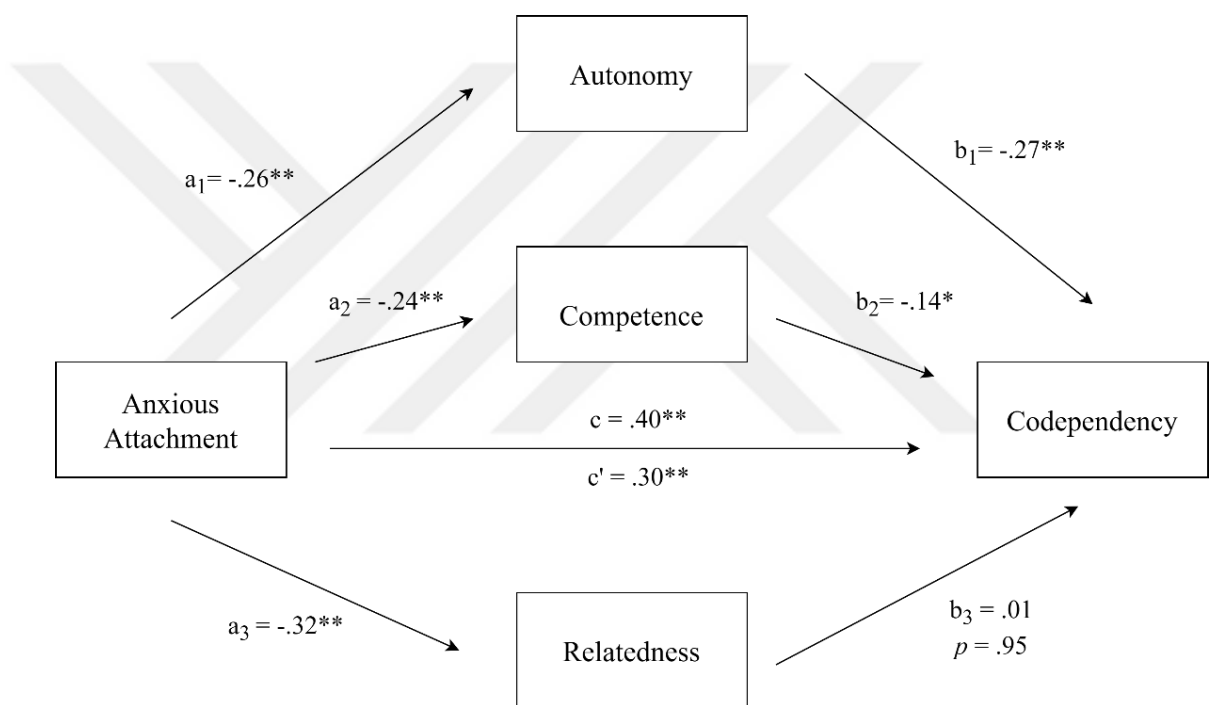 Autonomy
a1= -.26**
b1= -.27**
a2 = -.24**
Competence
b2= -.14*
Anxious
Attachment
c = .40**
c' = .30**
Codependency
a3 = -.32**
Relatedness
b3 = .01
p = .95